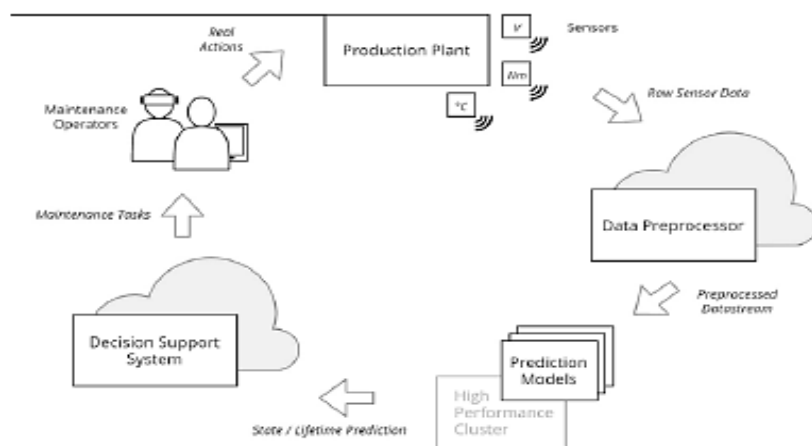 Real
Actions
Production Plant
V
Sensors
Nm
°C
Raw Sensor Data
Maintenance
Operators
Maintenance Tasks
Data Preprocessor
Preprocessed
Datastream
Decision Support
System
Prediction
Models
High
Performance
Cluster
State / Lifetime Prediction